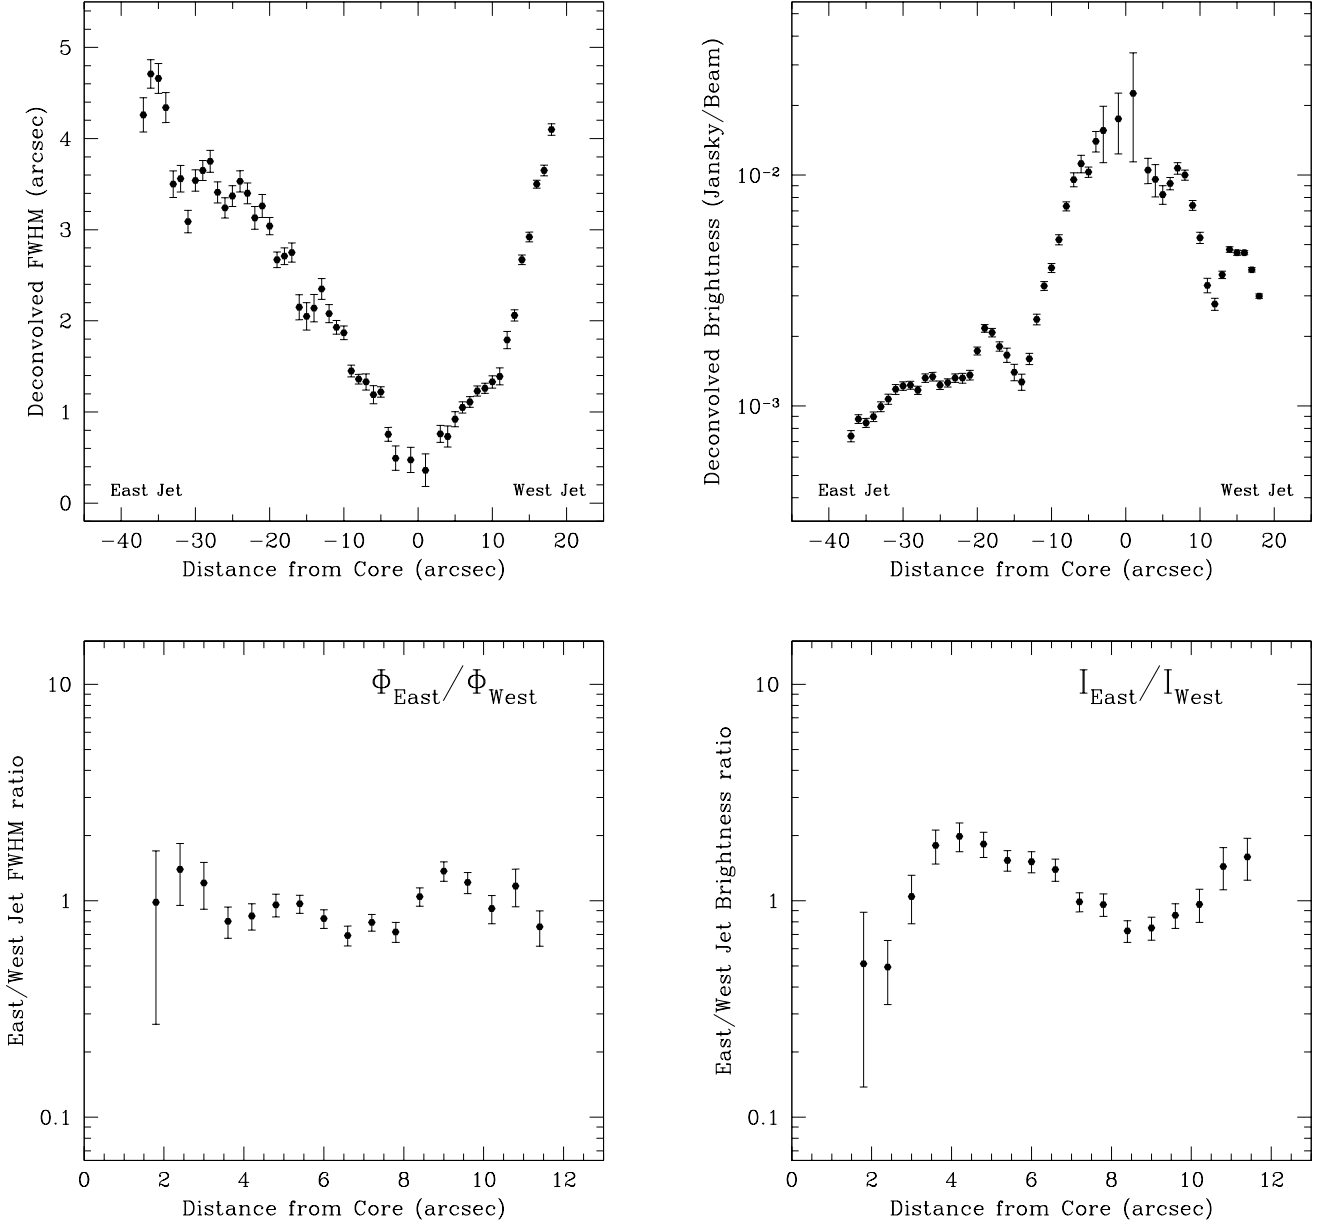 Deconvolved FWHM (arcsec)
5
4
3
2
1
0
East Jet
West Jet
−40 −30 −20 −10 0 10 20
Distance from Core (arcsec)
Deconvolved Brightness (Jansky/Beam)
10⁻²
10⁻³
East Jet
West Jet
−40 −30 −20 −10 0 10 20
Distance from Core (arcsec)
East/West Jet FWHM ratio
10
1
0.1
Φ_East/Φ_West
0 2 4 6 8 10 12
Distance from Core (arcsec)
East/West Jet Brightness ratio
10
1
0.1
I_East/I_West
0 2 4 6 8 10 12
Distance from Core (arcsec)